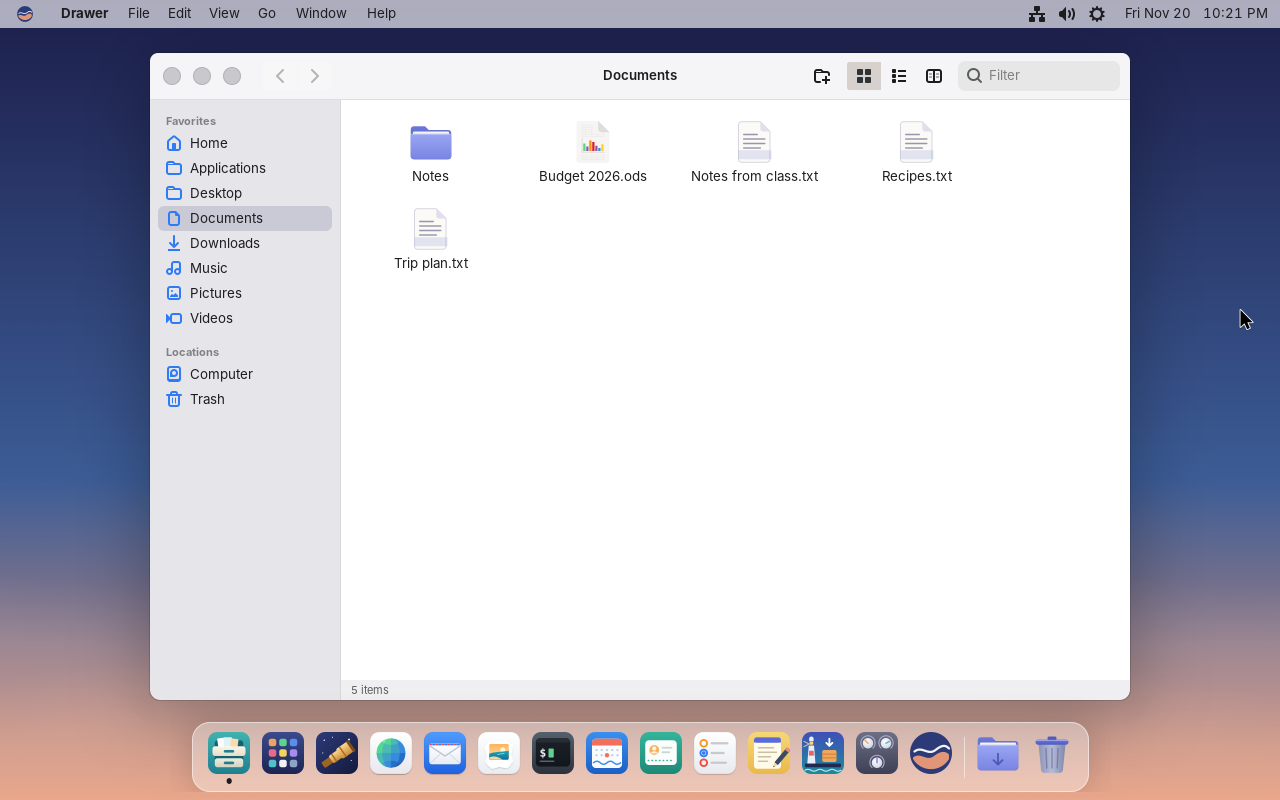 Drawer File Edit View Go Window Help Fri Nov 20 10:21 PM
Documents
Filter
Favorites
Home
Applications
Desktop
Documents
Downloads
Music
Pictures
Videos
Locations
Computer
Trash
Notes
Budget 2026.ods
Notes from class.txt
Recipes.txt
Trip plan.txt
5 items
$